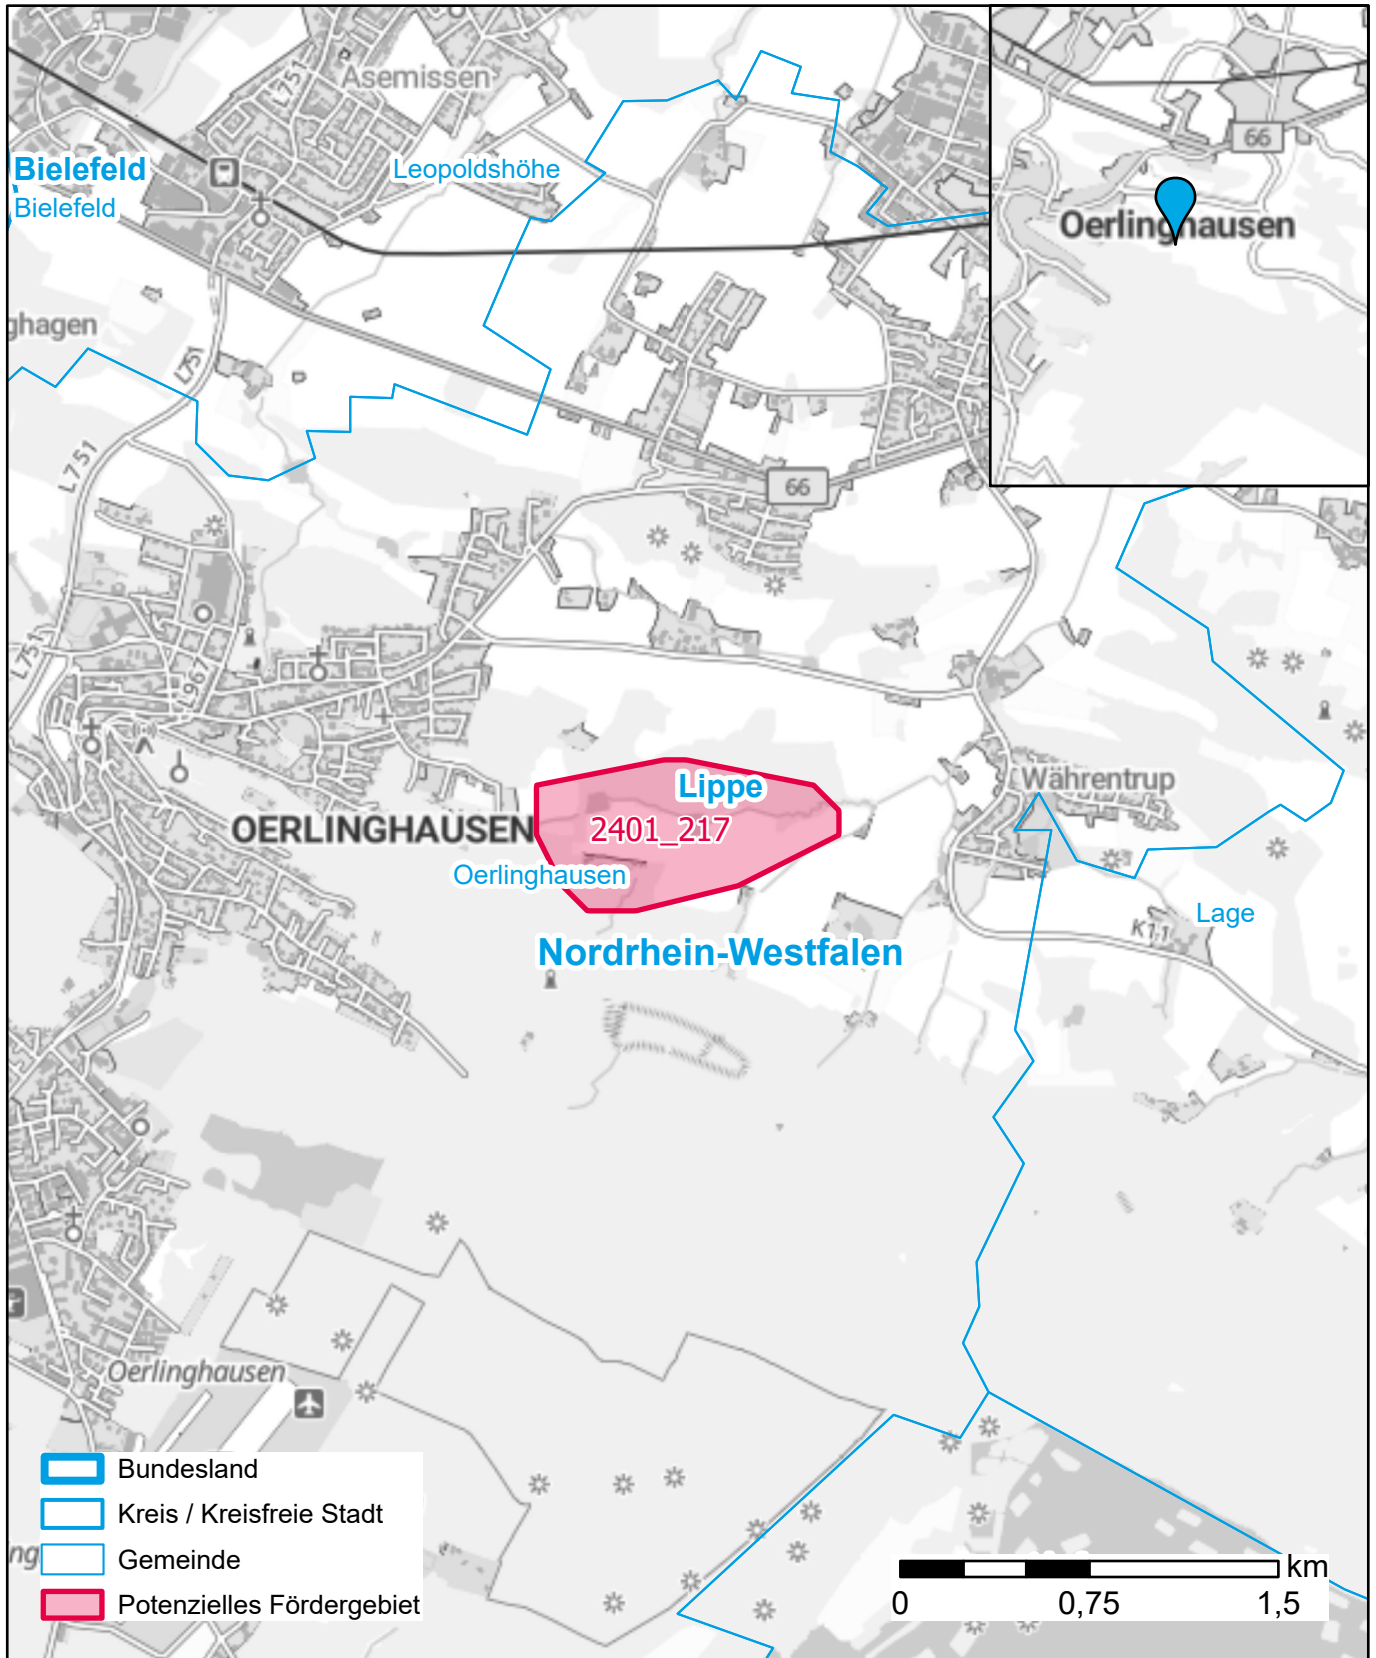 Asemissen
L751
66
Bielefeld
Leopoldshöhe
Bielefeld
Oerlinghausen
ghagen
L751
L751
66
L751
L967
Lippe
Währentrup
OERLINGHAUSEN
2401_217
Oerlinghausen
Lage
K11
Nordrhein-Westfalen
Oerlinghausen
Bundesland
Kreis / Kreisfreie Stadt
Gemeinde
ng
Potenzielles Fördergebiet
km
0 0,75 1,5